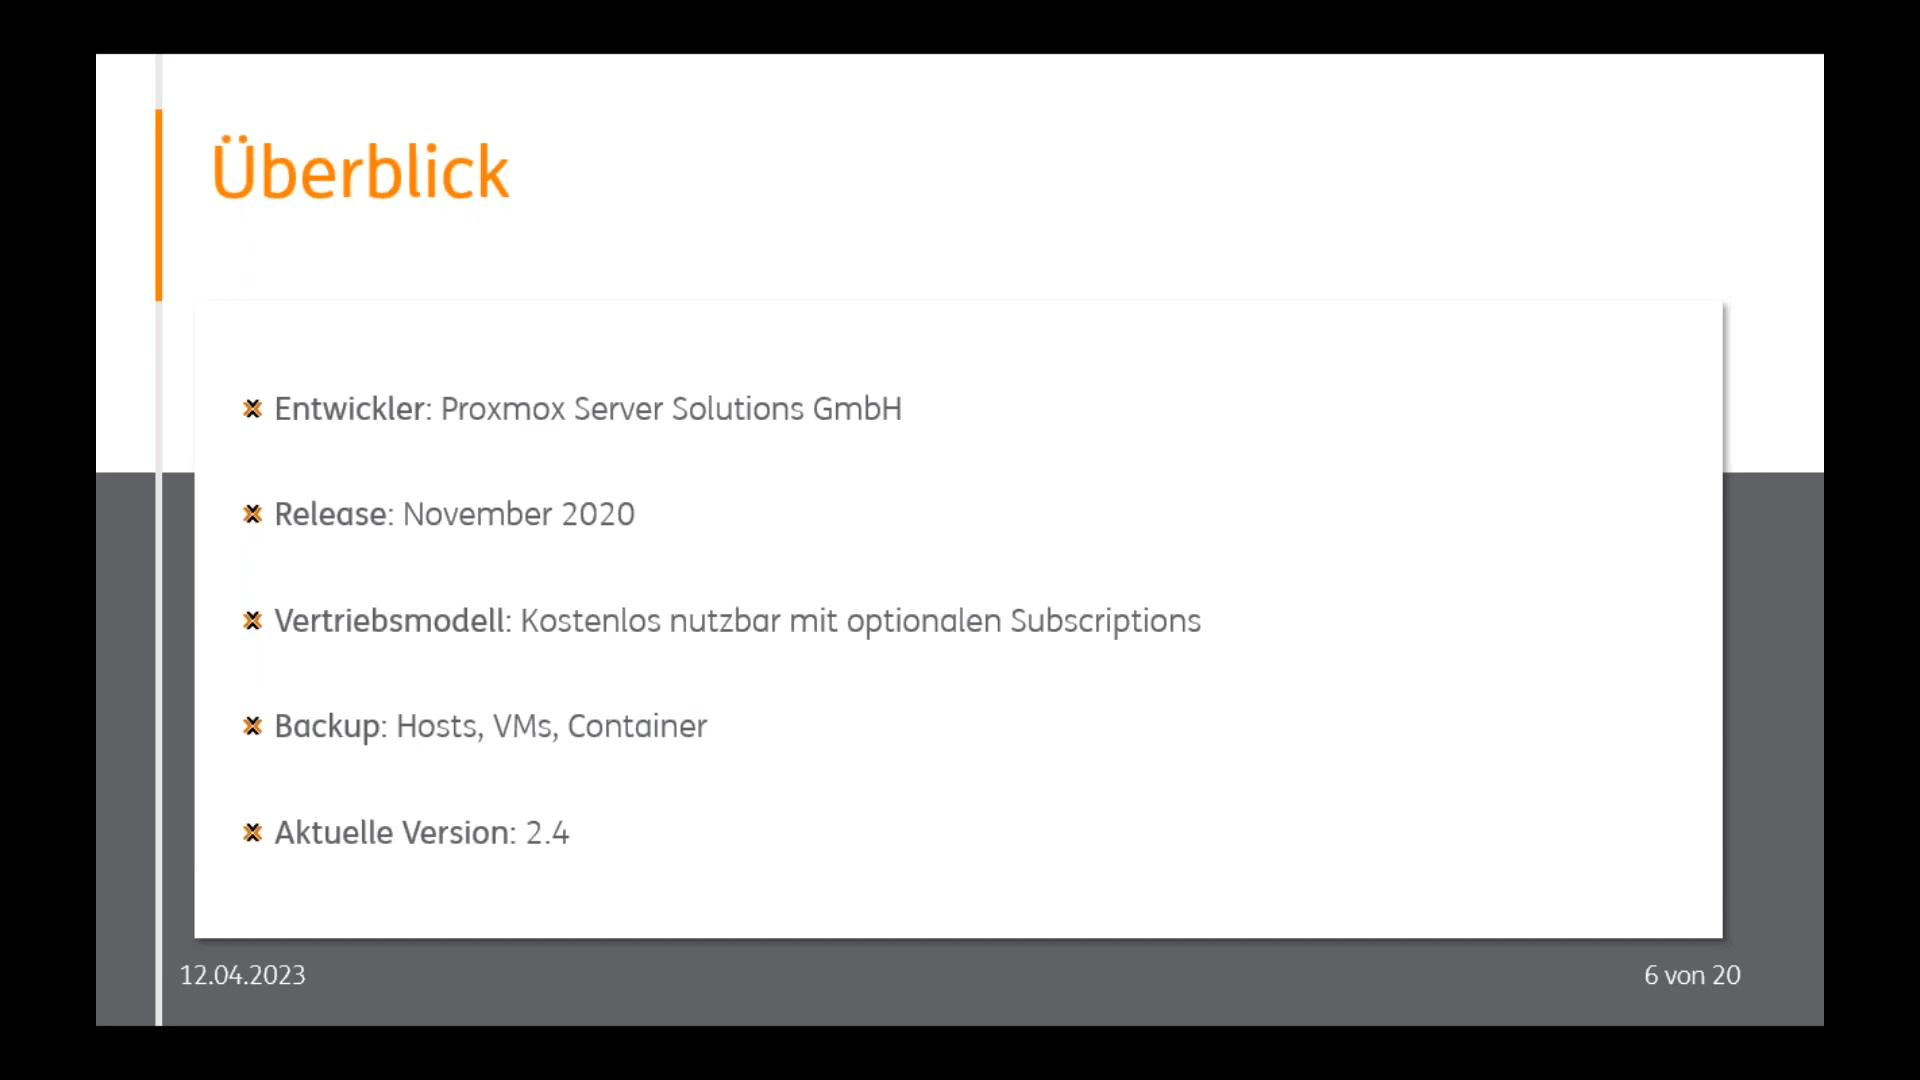 Überblick
Entwickler: Proxmox Server Solutions GmbH
Release: November 2020
Vertriebsmodell: Kostenlos nutzbar mit optionalen Subscriptions
Backup: Hosts, VMs, Container
Aktuelle Version: 2.4
12.04.2023
6 von 20